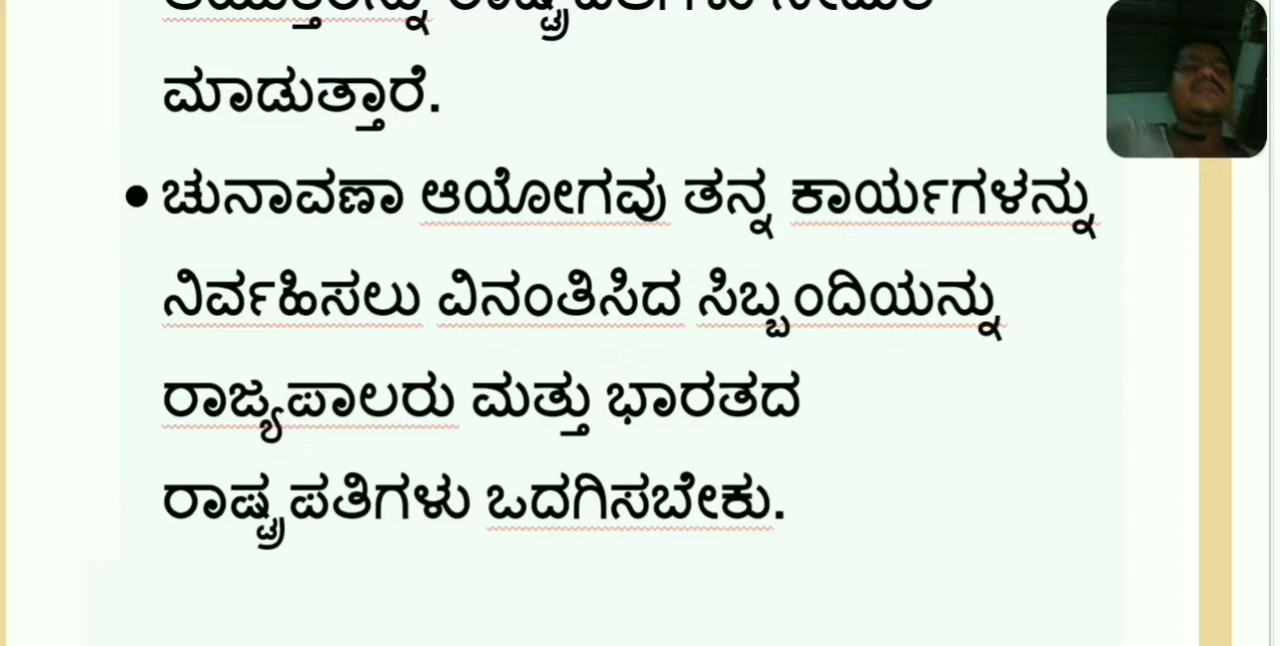 ಮಾಡುತ್ತಾರೆ.
• ಚುನಾವಣಾ ಆಯೋಗವು ತನ್ನ ಕಾರ್ಯಗಳನ್ನು
ನಿರ್ವಹಿಸಲು ವಿನಂತಿಸಿದ ಸಿಬ್ಬಂದಿಯನ್ನು
ರಾಜ್ಯಪಾಲರು ಮತ್ತು ಭಾರತದ
ರಾಷ್ಟ್ರಪತಿಗಳು ಒದಗಿಸಬೇಕು.